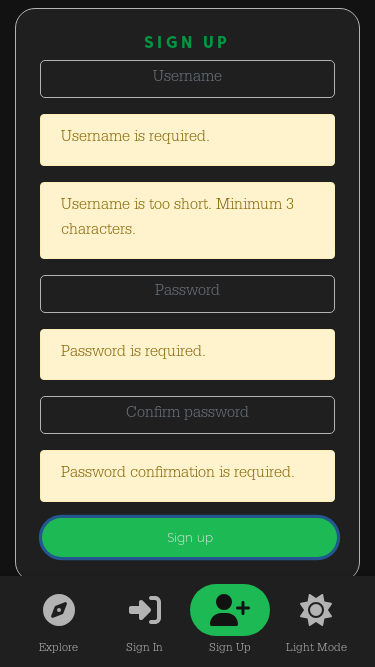 SIGN UP
Username
Username is required.
Username is too short. Minimum 3
characters.
Password
Password is required.
Confirm password
Password confirmation is required.
Sign up
Explore
Sign In
Sign Up
Light Mode